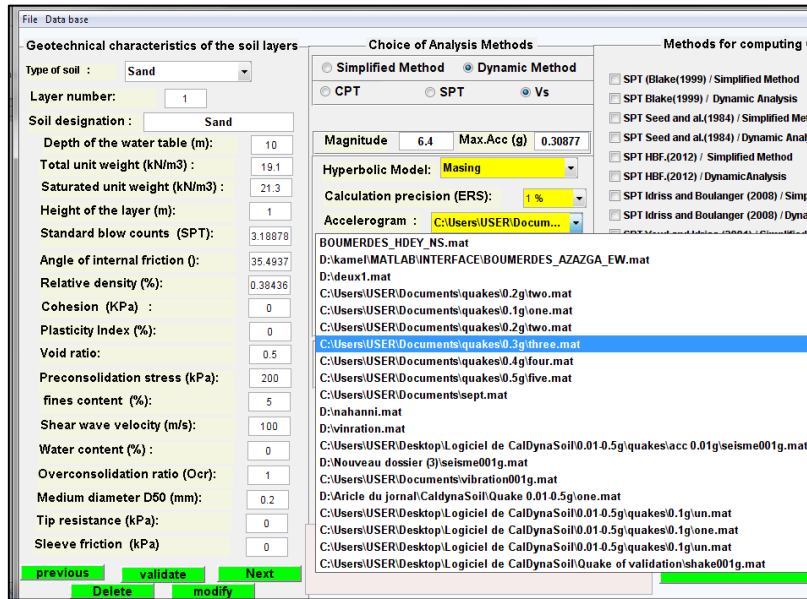 File Data base
Geotechnical characteristics of the soil layers
Type of soil : Sand
Layer number: 1
Soil designation : Sand
Depth of the water table (m): 10
Total unit weight (kN/m3) : 19.1
Saturated unit weight (kN/m3) : 21.3
Height of the layer (m): 1
Standard blow counts (SPT): 3.18878
Angle of internal friction (): 35.4937
Relative density (%): 0.38436
Cohesion (KPa) : 0
Plasticity Index (%): 0
Void ratio: 0.5
Preconsolidation stress (kPa): 200
fines content (%): 5
Shear wave velocity (m/s): 100
Water content (%) : 0
Overconsolidation ratio (Ocr): 1
Medium diameter D50 (mm): 0.2
Tip resistance (kPa): 0
Sleeve friction (kPa) 0
previous validate Next
Delete modify
Choice of Analysis Methods
Simplified Method Dynamic Method
CPT SPT Vs
Magnitude 6.4 Max.Acc (g) 0.30877
Hyperbolic Model: Masing
Calculation precision (ERS): 1 %
Accelerogram : C:\Users\USER\Docum...
BOUMERDES_HDEY_NS.mat
D:\kamel\MATLAB\INTERFACE\BOUMERDES_AZAZGA_EW.mat
D:\deux1.mat
C:\Users\USER\Documents\quakes\0.2g\two.mat
C:\Users\USER\Documents\quakes\0.1g\one.mat
C:\Users\USER\Documents\quakes\0.2g\two.mat
C:\Users\USER\Documents\quakes\0.3g\three.mat
C:\Users\USER\Documents\quakes\0.4g\four.mat
C:\Users\USER\Documents\quakes\0.5g\five.mat
C:\Users\USER\Documents\sept.mat
D:\nahanni.mat
D:\vinration.mat
C:\Users\USER\Desktop\Logiciel de CalDynaSoil\0.01-0.5g\quakes\acc 0.01g\seisme001g.mat
D:\Nouveau dossier (3)\seisme001g.mat
C:\Users\USER\Documents\vibration001g.mat
D:\Aricle du jornal\CaldynaSoil\Quake 0.01-0.5g\one.mat
C:\Users\USER\Desktop\Logiciel de CalDynaSoil\0.01-0.5g\quakes\0.1g\un.mat
C:\Users\USER\Desktop\Logiciel de CalDynaSoil\0.01-0.5g\quakes\0.1g\one.mat
C:\Users\USER\Desktop\Logiciel de CalDynaSoil\0.01-0.5g\quakes\0.1g\un.mat
C:\Users\USER\Desktop\Logiciel de CalDynaSoil\Quake of validation\shake001g.mat
Methods for computing
SPT (Blake(1999) / Simplified Method
SPT Blake(1999) / Dynamic Analysis
SPT Seed and al.(1984) / Simplified Met
SPT Seed and al.(1984) / Dynamic Anal
SPT HBF.(2012) / Simplified Method
SPT HBF.(2012) / DynamicAnalysis
SPT Idriss and Boulanger (2008) / Simp
SPT Idriss and Boulanger (2008) / Dyna